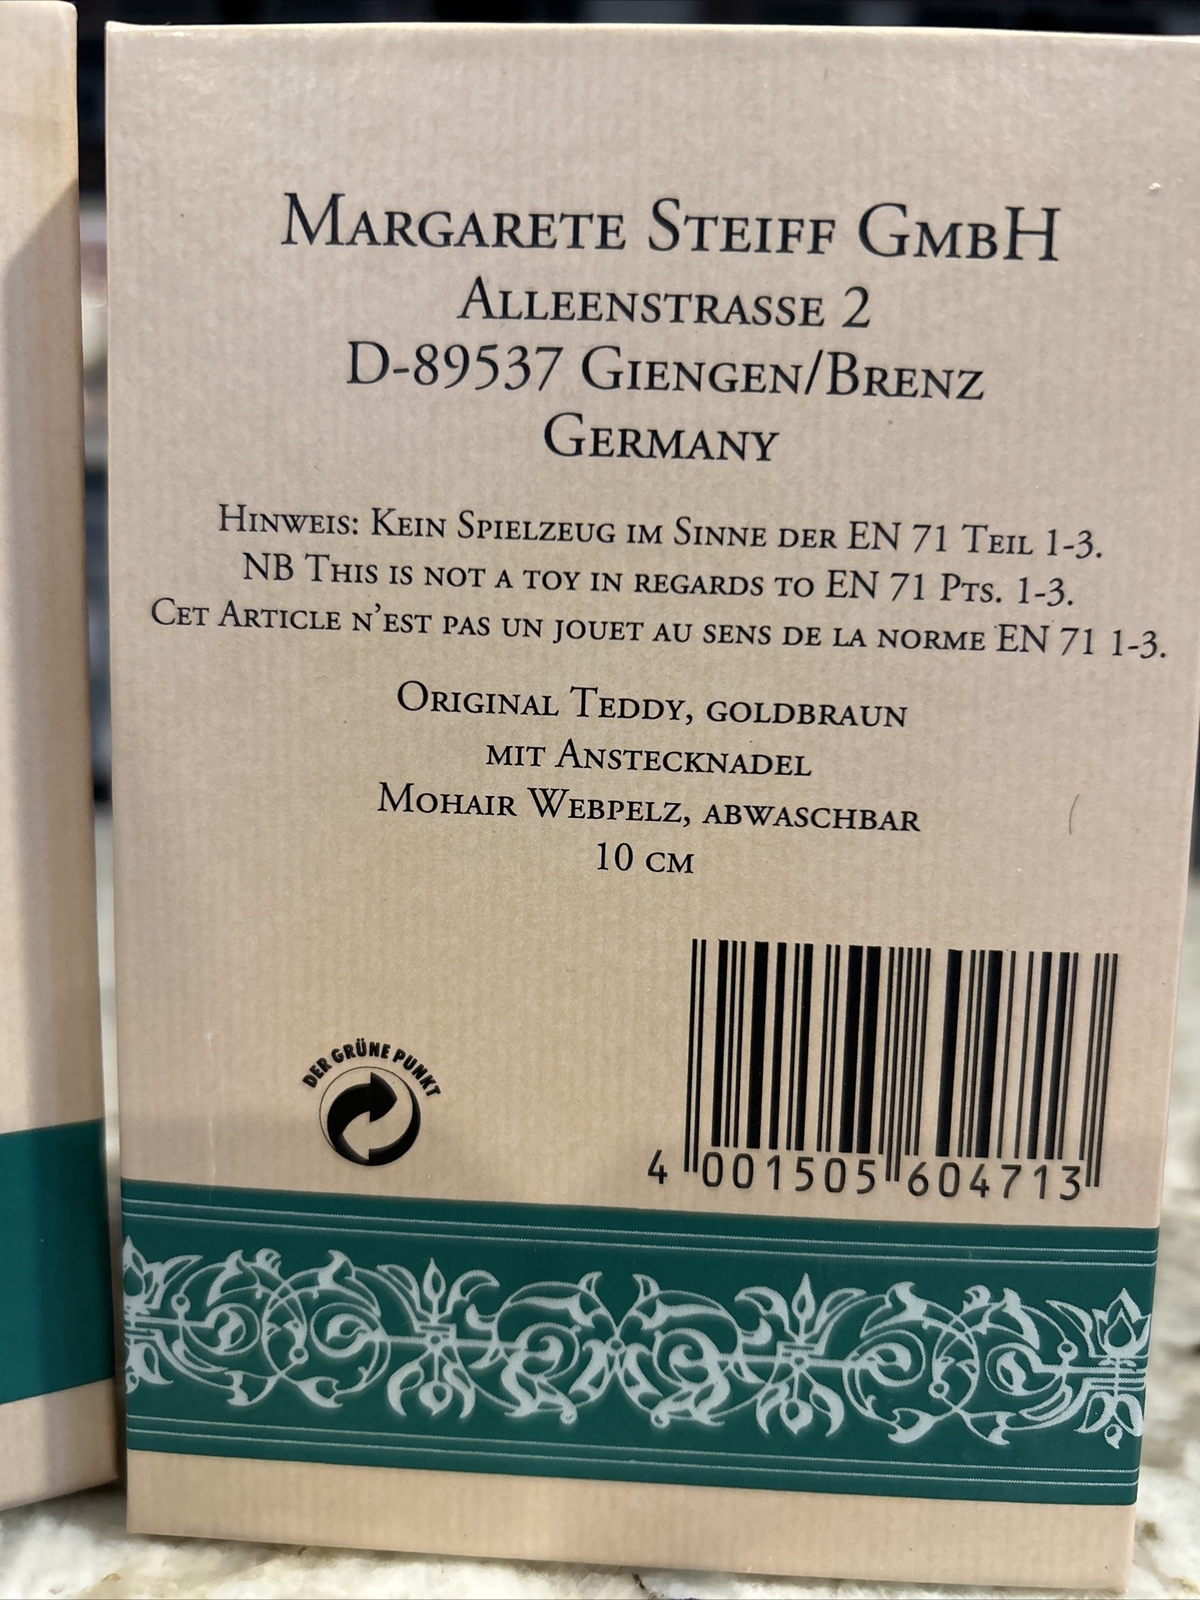 Margarete Steiff GmbH
Alleenstrasse 2
D-89537 Giengen/Brenz
Germany
Hinweis: Kein Spielzeug im Sinne der EN 71 Teil 1-3.
NB This is not a toy in regards to EN 71 Pts. 1-3.
Cet Article n'est pas un jouet au sens de la norme EN 71 1-3.
Original Teddy, goldbraun
mit Anstecknadel
Mohair Webpelz, abwaschbar
10 cm
DER GRÜNE PUNKT
4 001505 604713